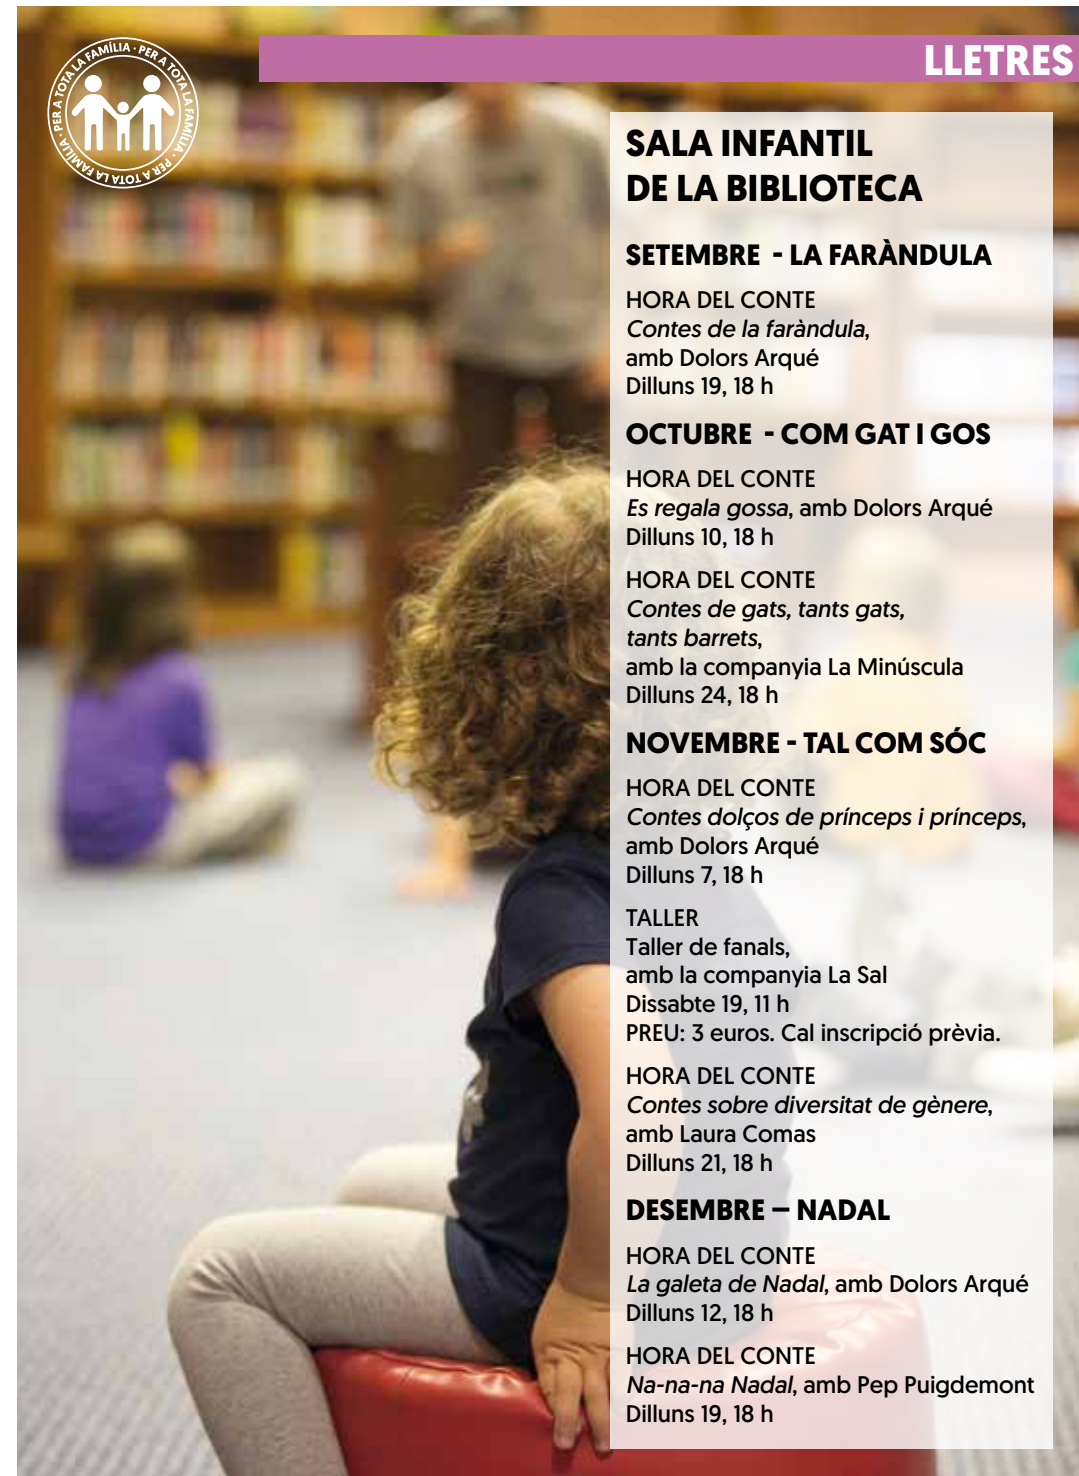 PER A TOTA LA FAMÍLIA · PER A TOTA LA FAMÍLIA · PER A TOTA LA FAMÍLIA ·
LLETRES
SALA INFANTIL
DE LA BIBLIOTECA
SETEMBRE - LA FARÀNDULA
HORA DEL CONTE
Contes de la faràndula,
amb Dolors Arqué
Dilluns 19, 18 h
OCTUBRE - COM GAT I GOS
HORA DEL CONTE
Es regala gossa, amb Dolors Arqué
Dilluns 10, 18 h
HORA DEL CONTE
Contes de gats, tants gats,
tants barrets,
amb la companyia La Minúscula
Dilluns 24, 18 h
NOVEMBRE - TAL COM SÓC
HORA DEL CONTE
Contes dolços de prínceps i prínceps,
amb Dolors Arqué
Dilluns 7, 18 h
TALLER
Taller de fanals,
amb la companyia La Sal
Dissabte 19, 11 h
PREU: 3 euros. Cal inscripció prèvia.
HORA DEL CONTE
Contes sobre diversitat de gènere,
amb Laura Comas
Dilluns 21, 18 h
DESEMBRE – NADAL
HORA DEL CONTE
La galeta de Nadal, amb Dolors Arqué
Dilluns 12, 18 h
HORA DEL CONTE
Na-na-na Nadal, amb Pep Puigdemont
Dilluns 19, 18 h